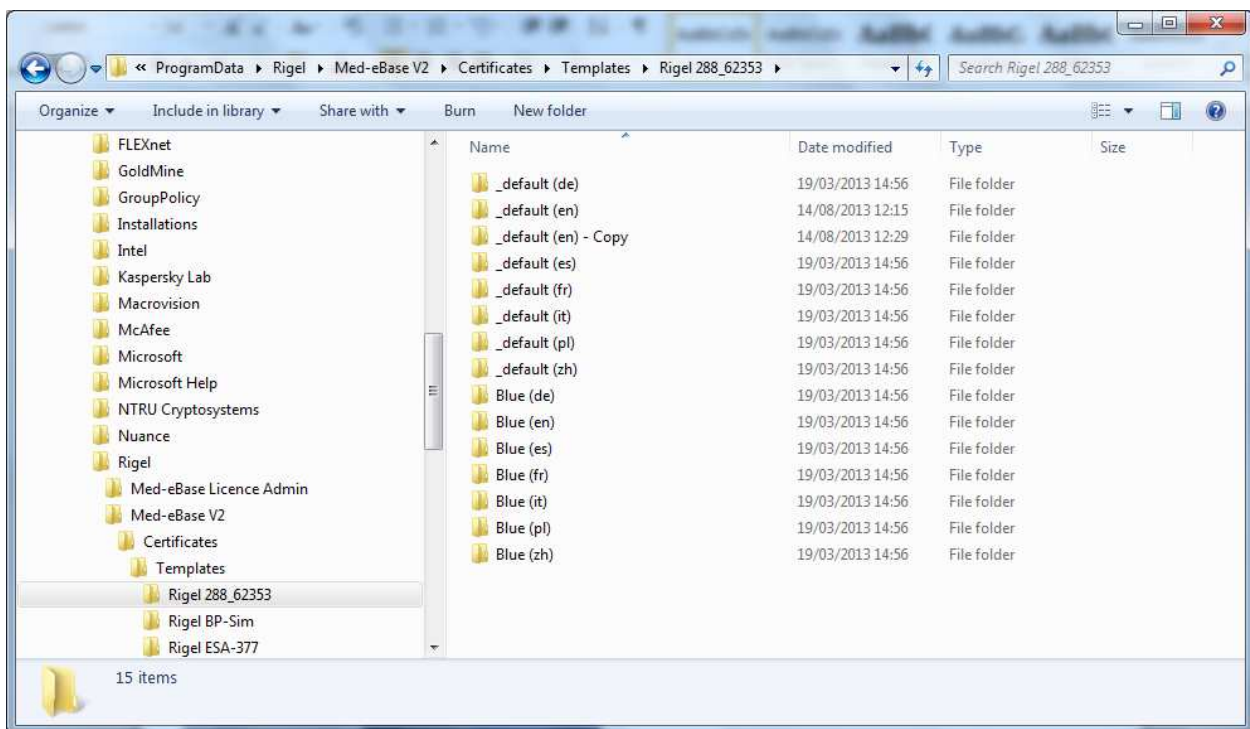 « ProgramData ▸ Rigel ▸ Med-eBase V2 ▸ Certificates ▸ Templates ▸ Rigel 288_62353 ▸ Search Rigel 288_62353
Organize Include in library Share with Burn New folder
FLEXnet
GoldMine
GroupPolicy
Installations
Intel
Kaspersky Lab
Macrovision
McAfee
Microsoft
Microsoft Help
NTRU Cryptosystems
Nuance
Rigel
Med-eBase Licence Admin
Med-eBase V2
Certificates
Templates
Rigel 288_62353
Rigel BP-Sim
Rigel ESA-377
Name Date modified Type Size
_default (de) 19/03/2013 14:56 File folder
_default (en) 14/08/2013 12:15 File folder
_default (en) - Copy 14/08/2013 12:29 File folder
_default (es) 19/03/2013 14:56 File folder
_default (fr) 19/03/2013 14:56 File folder
_default (it) 19/03/2013 14:56 File folder
_default (pl) 19/03/2013 14:56 File folder
_default (zh) 19/03/2013 14:56 File folder
Blue (de) 19/03/2013 14:56 File folder
Blue (en) 19/03/2013 14:56 File folder
Blue (es) 19/03/2013 14:56 File folder
Blue (fr) 19/03/2013 14:56 File folder
Blue (it) 19/03/2013 14:56 File folder
Blue (pl) 19/03/2013 14:56 File folder
Blue (zh) 19/03/2013 14:56 File folder
15 items